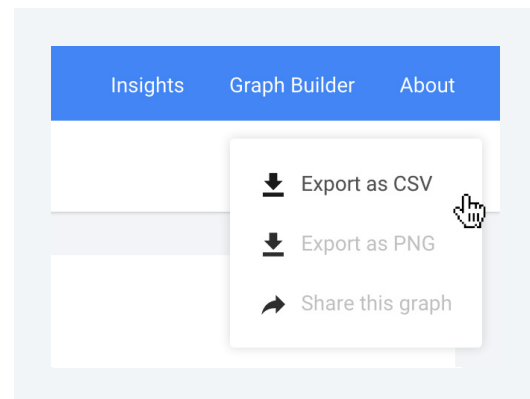 Insights Graph Builder About
Export as CSV
Export as PNG
Share this graph